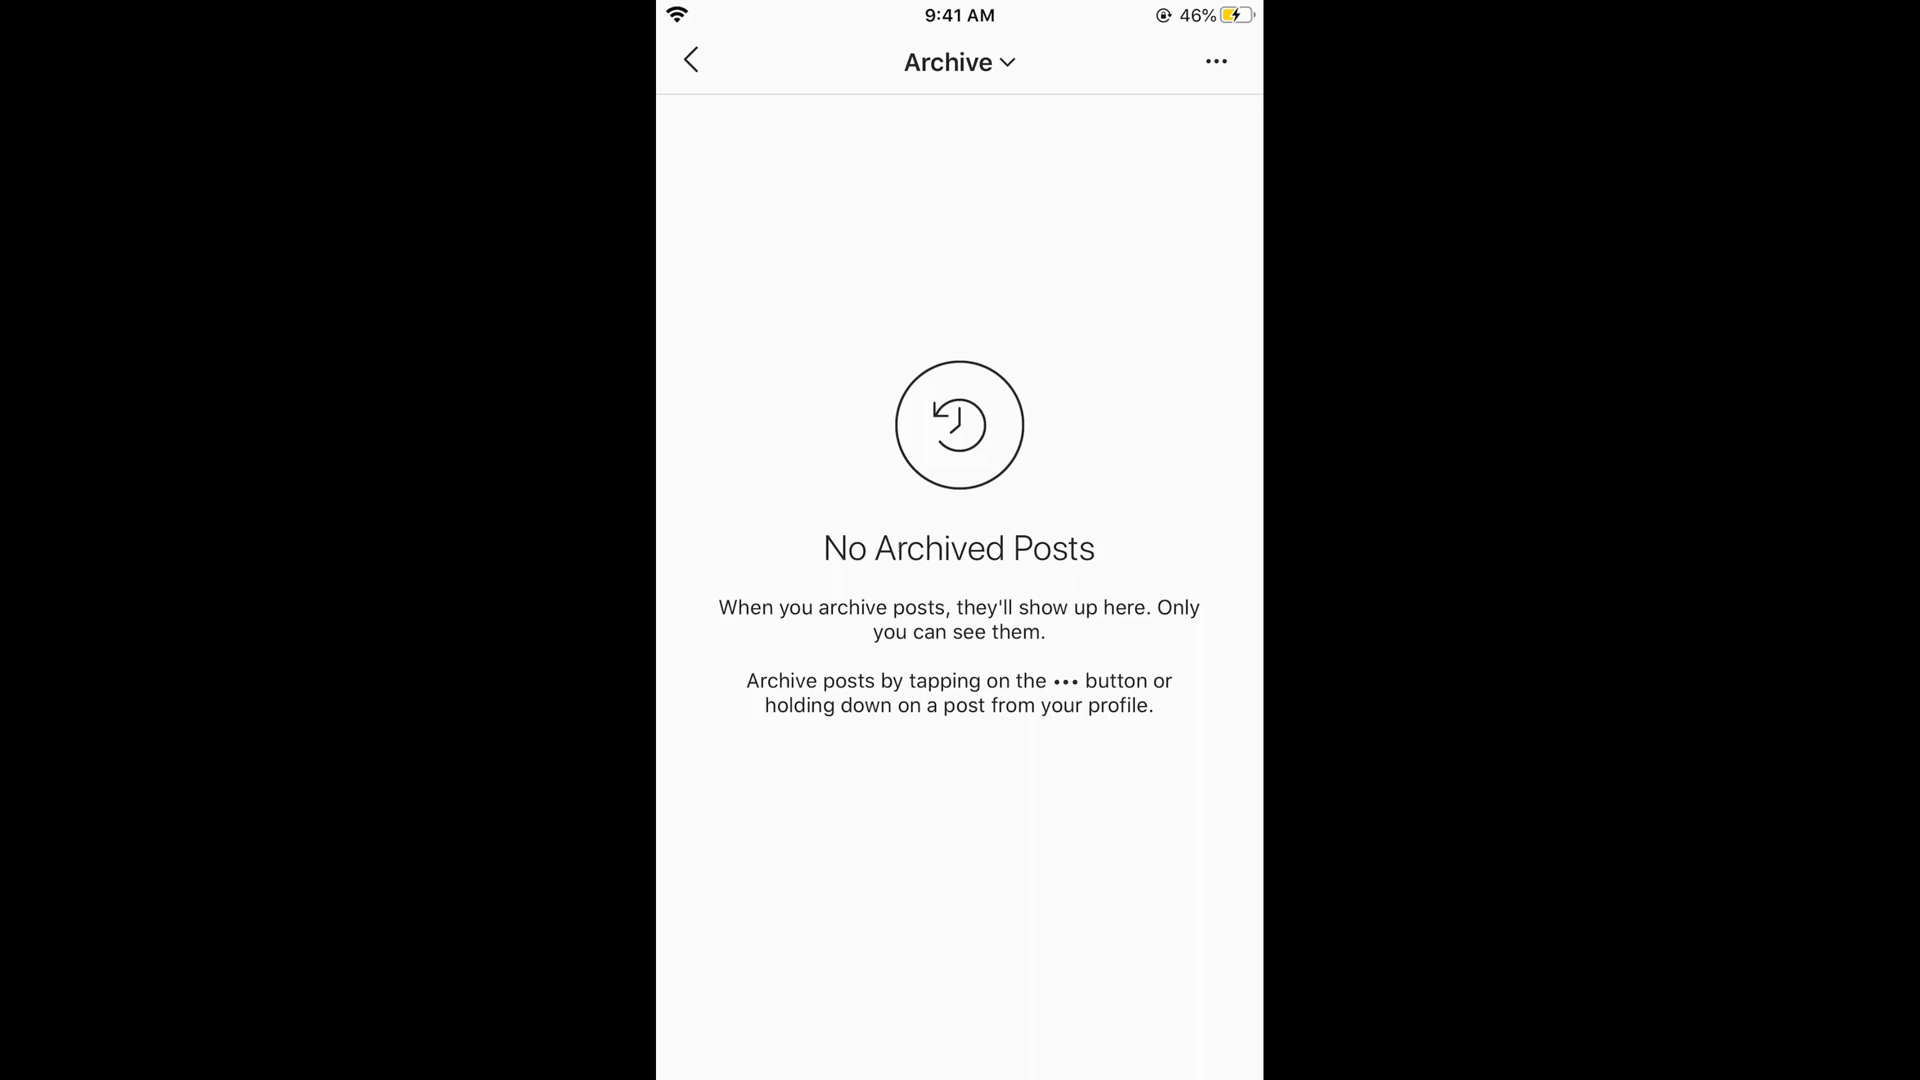 9:41 AM
46%
Archive
No Archived Posts
When you archive posts, they'll show up here. Only
you can see them.
Archive posts by tapping on the ••• button or
holding down on a post from your profile.